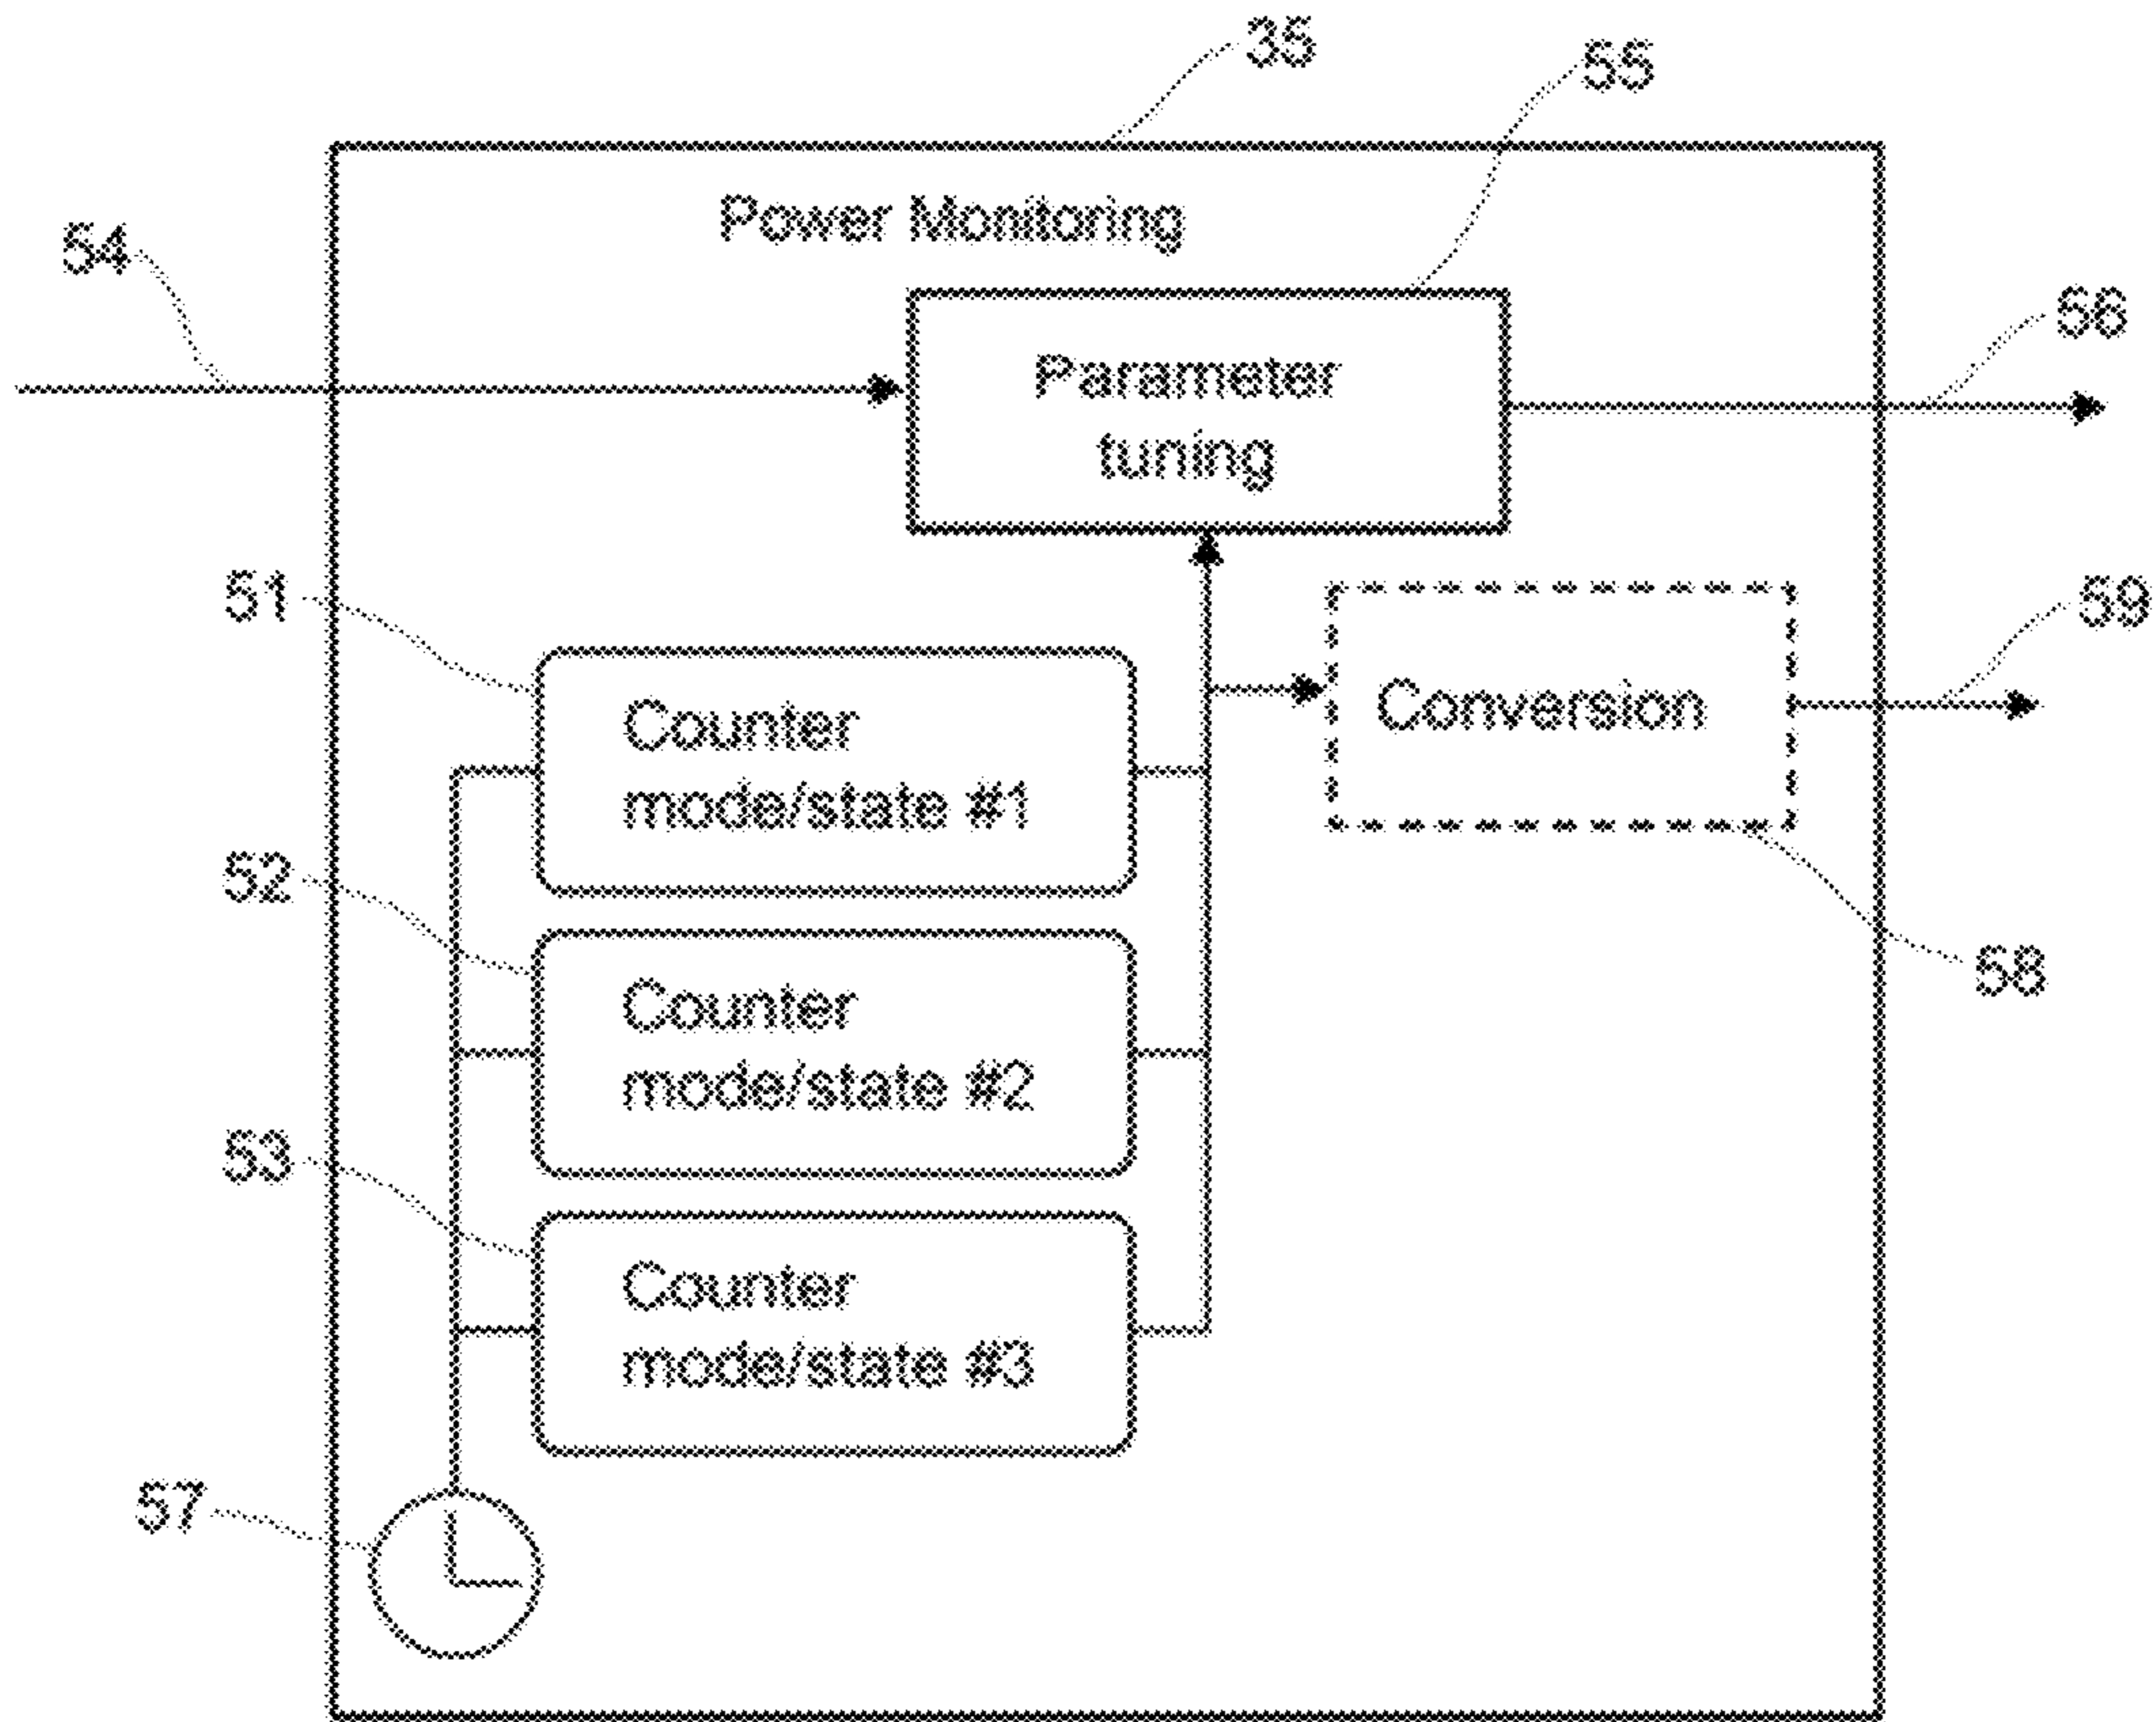 35
55
Power Monitoring
54
56
Parameter
tuning
51
59
Counter
mode/state #1
Conversion
52
58
Counter
mode/state #2
53
Counter
mode/state #3
57